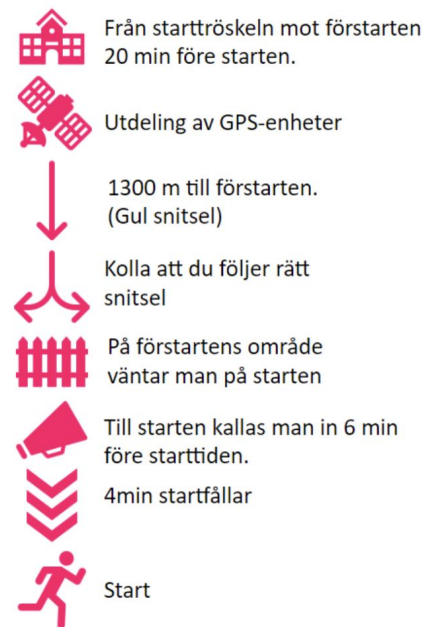 Från starttröskeln mot förstarten
20 min före starten.
Utdeling av GPS-enheter
1300 m till förstarten.
(Gul snitsel)
Kolla att du följer rätt
snitsel
På förstartens område
väntar man på starten
Till starten kallas man in 6 min
före starttiden.
4min startfållar
Start